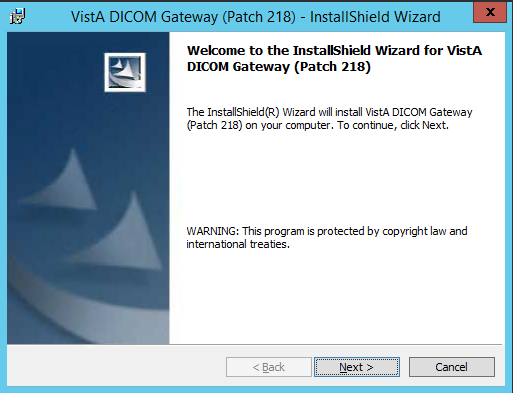 VistA DICOM Gateway (Patch 218) - InstallShield Wizard
x
Welcome to the InstallShield Wizard for VistA
DICOM Gateway (Patch 218)
The InstallShield(R) Wizard will install VistA DICOM Gateway
(Patch 218) on your computer. To continue, click Next.
WARNING: This program is protected by copyright law and
international treaties.
< Back
Next >
Cancel